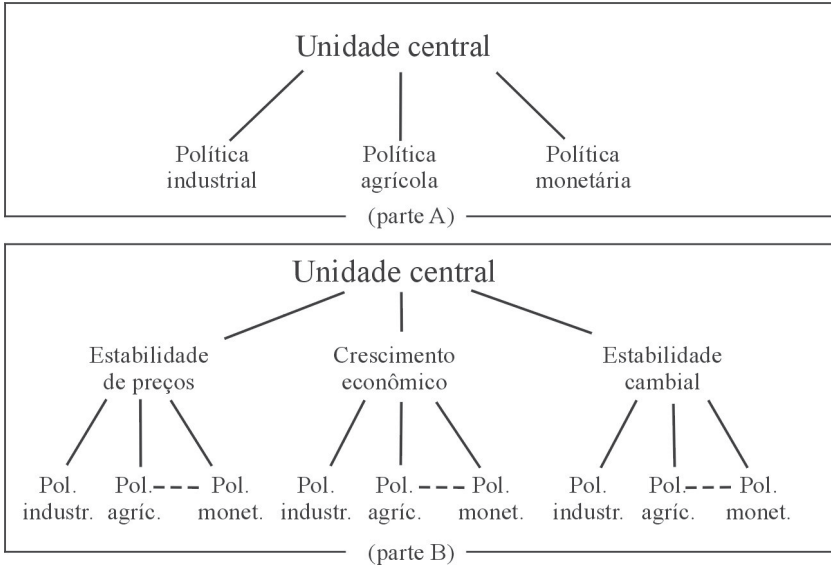 Unidade central
Política Política Política
industrial agrícola monetária
(parte A)
Unidade central
Estabilidade Crescimento Estabilidade
de preços econômico cambial
Pol. Pol. Pol. Pol. Pol. Pol. Pol. Pol. Pol.
industr. agríc. monet. industr. agríc. monet. industr. agríc. monet.
(parte B)